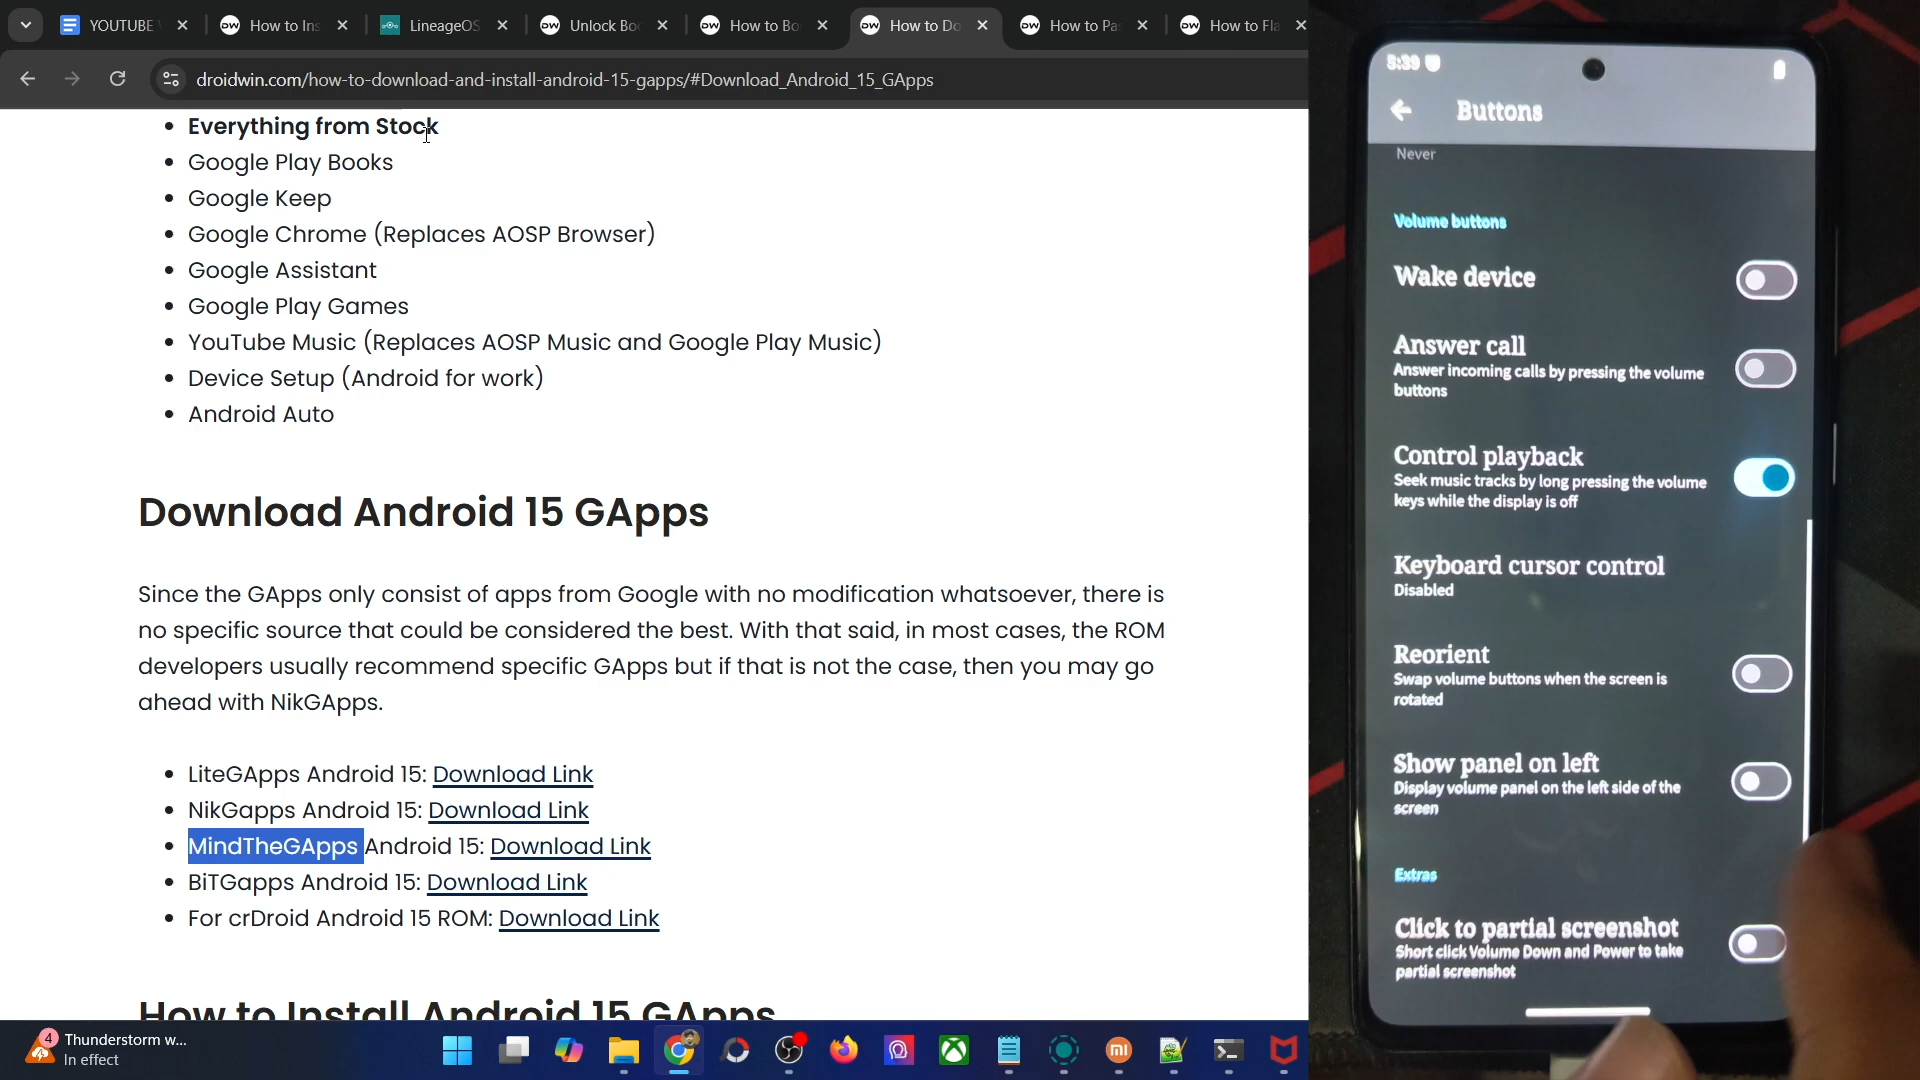 YOUTUBE
How to Ins
LineageOS
Unlock Boo
How to Bo
How to Do
How to Pa
How to Fla
droidwin.com/how-to-download-and-install-android-15-gapps/#Download_Android_15_GApps
Everything from Stock
Google Play Books
Google Keep
Google Chrome (Replaces AOSP Browser)
Google Assistant
Google Play Games
YouTube Music (Replaces AOSP Music and Google Play Music)
Device Setup (Android for work)
Android Auto
Download Android 15 GApps
Since the GApps only consist of apps from Google with no modification whatsoever, there is
no specific source that could be considered the best. With that said, in most cases, the ROM
developers usually recommend specific GApps but if that is not the case, then you may go
ahead with NikGApps.
LiteGApps Android 15: Download Link
NikGapps Android 15: Download Link
MindTheGApps Android 15: Download Link
BiTGapps Android 15: Download Link
For crDroid Android 15 ROM: Download Link
How to Install Android 15 GApps
4
Thunderstorm w...
In effect
5:39
Buttons
Never
Volume buttons
Wake device
Answer call
Answer incoming calls by pressing the volume
buttons
Control playback
Seek music tracks by long pressing the volume
keys while the display is off
Keyboard cursor control
Disabled
Reorient
Swap volume buttons when the screen is
rotated
Show panel on left
Display volume panel on the left side of the
screen
Extras
Click to partial screenshot
Short click Volume Down and Power to take
partial screenshot